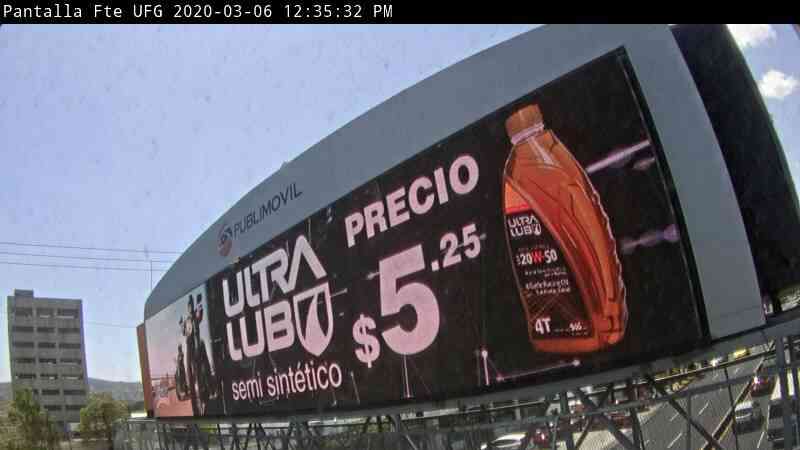 Pantalla Fte UFG 2020-03-06 12:35:32 PM
PUBLIMOVIL
ULTRA
LUB
semi sintético
PRECIO
$5.25
ULTRA
LUB
20W-50
4T